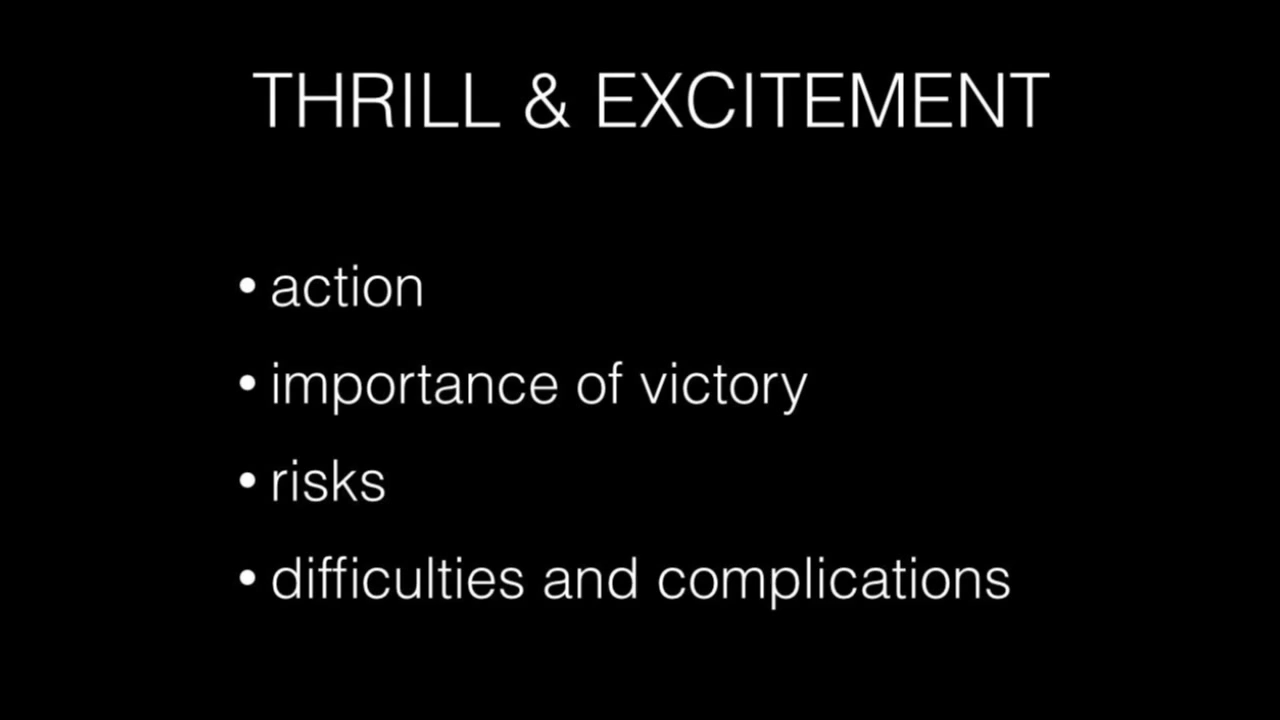 THRILL & EXCITEMENT
• action
• importance of victory
• risks
• difficulties and complications